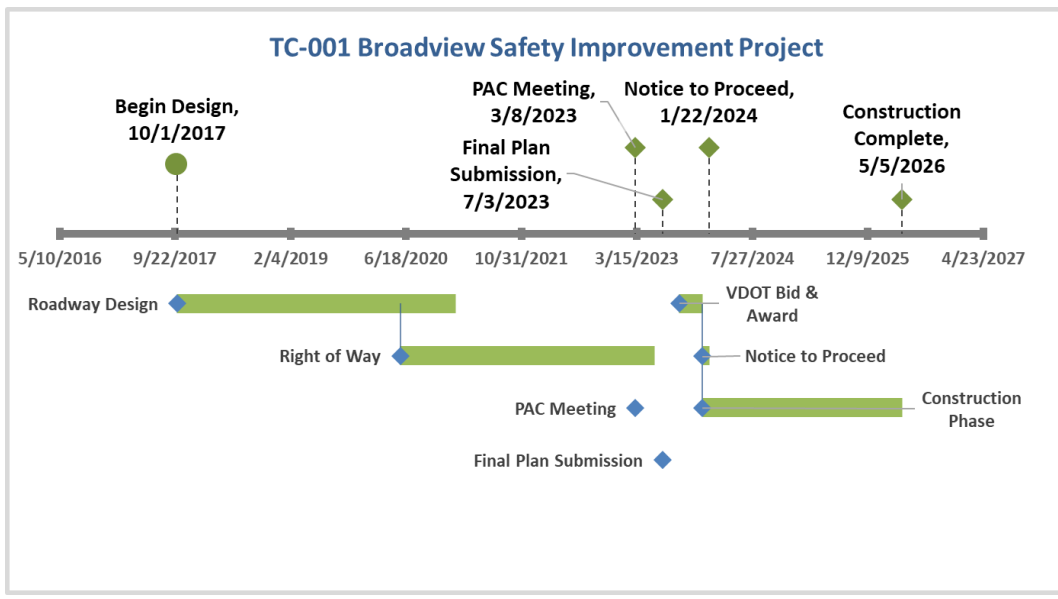 TC-001 Broadview Safety Improvement Project
Begin Design,
10/1/2017
PAC Meeting,
3/8/2023
Notice to Proceed,
1/22/2024
Final Plan
Submission,
7/3/2023
Construction
Complete,
5/5/2026
5/10/2016
9/22/2017
2/4/2019
6/18/2020
10/31/2021
3/15/2023
7/27/2024
12/9/2025
4/23/2027
Roadway Design
VDOT Bid &
Award
Right of Way
Notice to Proceed
PAC Meeting
Construction
Phase
Final Plan Submission